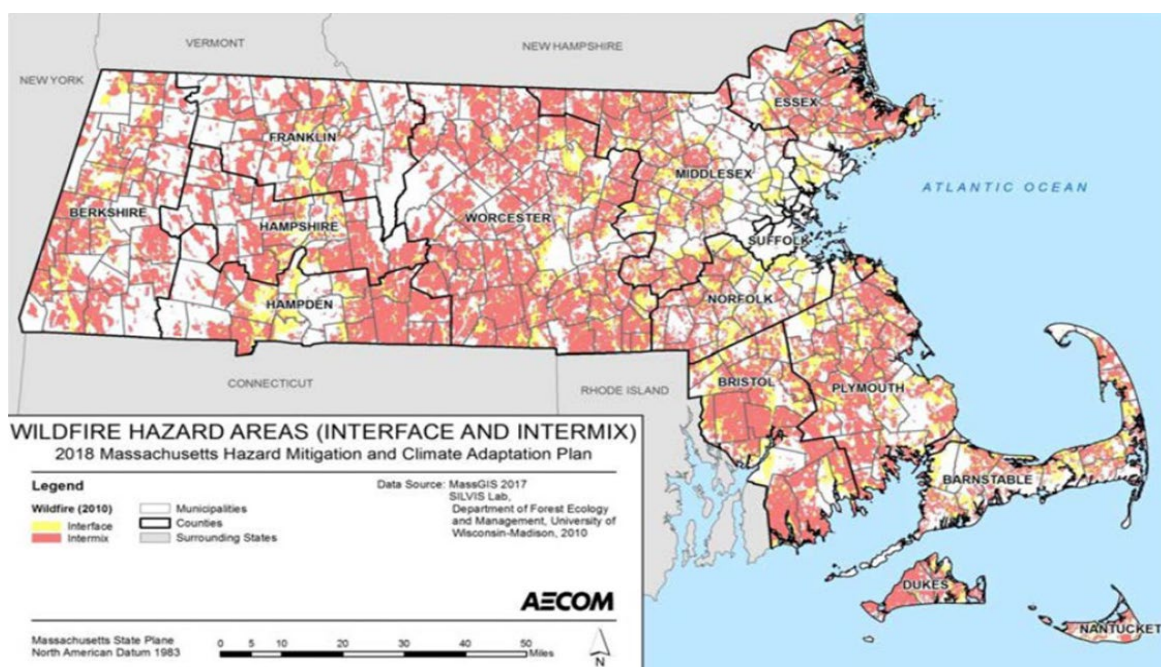 VERMONT
NEW HAMPSHIRE
NEW YORK
ESSEX
FRANKLIN
MIDDLESEX
ATLANTIC OCEAN
BERKSHIRE
WORCESTER
HAMPSHIRE
SUFFOLK
HAMPDEN
NORFOLK
CONNECTICUT
RHODE ISLAND
BRISTOL
PLYMOUTH
BARNSTABLE
DUKES
NANTUCKET
WILDFIRE HAZARD AREAS (INTERFACE AND INTERMIX)
2018 Massachusetts Hazard Mitigation and Climate Adaptation Plan
Legend
Wildfire (2010)
Interface
Intermix
Municipalities
Counties
Surrounding States
Data Source: MassGIS 2017
SILVIS Lab,
Department of Forest Ecology
and Management, University of
Wisconsin-Madison, 2010
AECOM
Massachusetts State Plane
North American Datum 1983
0 5 10 20 30 40 50
Miles
N